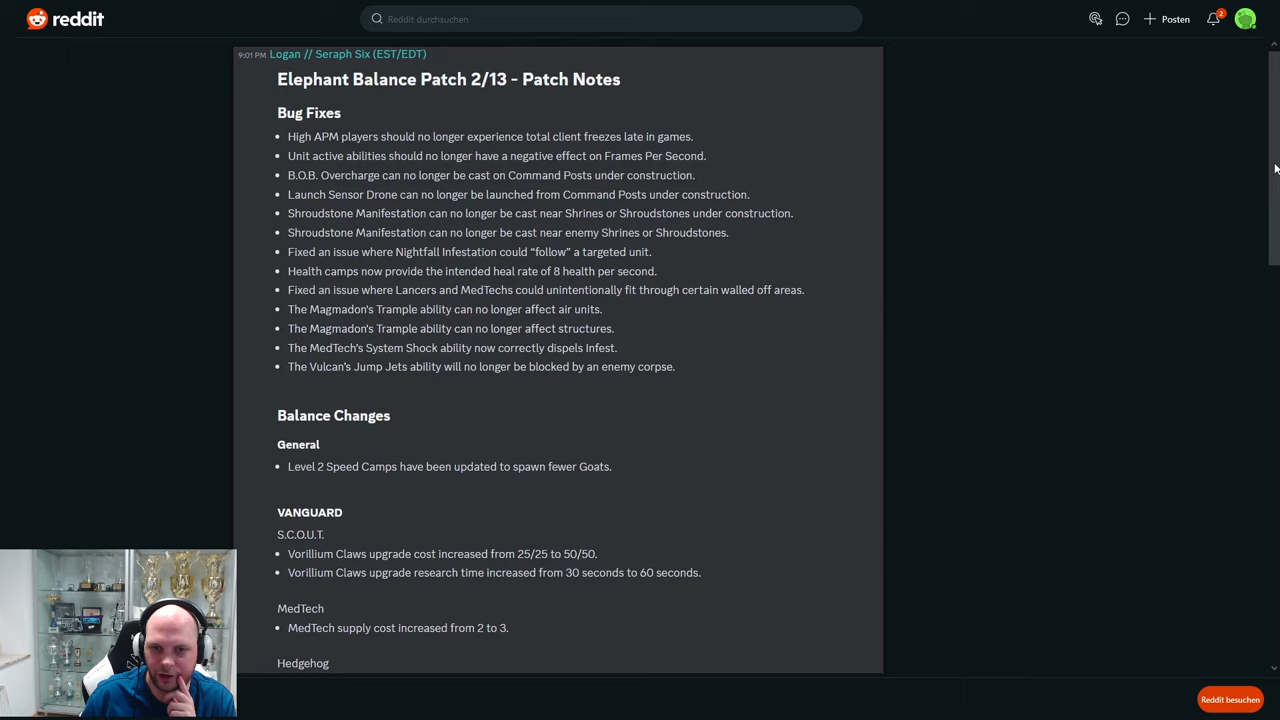 reddit
Reddit durchsuchen
Posten
2
9:01 PM Logan // Seraph Six (EST/EDT)
Elephant Balance Patch 2/13 - Patch Notes
Bug Fixes
• High APM players should no longer experience total client freezes late in games.
• Unit active abilities should no longer have a negative effect on Frames Per Second.
• B.O.B. Overcharge can no longer be cast on Command Posts under construction.
• Launch Sensor Drone can no longer be launched from Command Posts under construction.
• Shroudstone Manifestation can no longer be cast near Shrines or Shroudstones under construction.
• Shroudstone Manifestation can no longer be cast near enemy Shrines or Shroudstones.
• Fixed an issue where Nightfall Infestation could “follow” a targeted unit.
• Health camps now provide the intended heal rate of 8 health per second.
• Fixed an issue where Lancers and MedTechs could unintentionally fit through certain walled off areas.
• The Magmadon's Trample ability can no longer affect air units.
• The Magmadon's Trample ability can no longer affect structures.
• The MedTech’s System Shock ability now correctly dispels Infest.
• The Vulcan’s Jump Jets ability will no longer be blocked by an enemy corpse.
Balance Changes
General
• Level 2 Speed Camps have been updated to spawn fewer Goats.
VANGUARD
S.C.O.U.T.
• Vorillium Claws upgrade cost increased from 25/25 to 50/50.
• Vorillium Claws upgrade research time increased from 30 seconds to 60 seconds.
MedTech
• MedTech supply cost increased from 2 to 3.
Hedgehog
Reddit besuchen